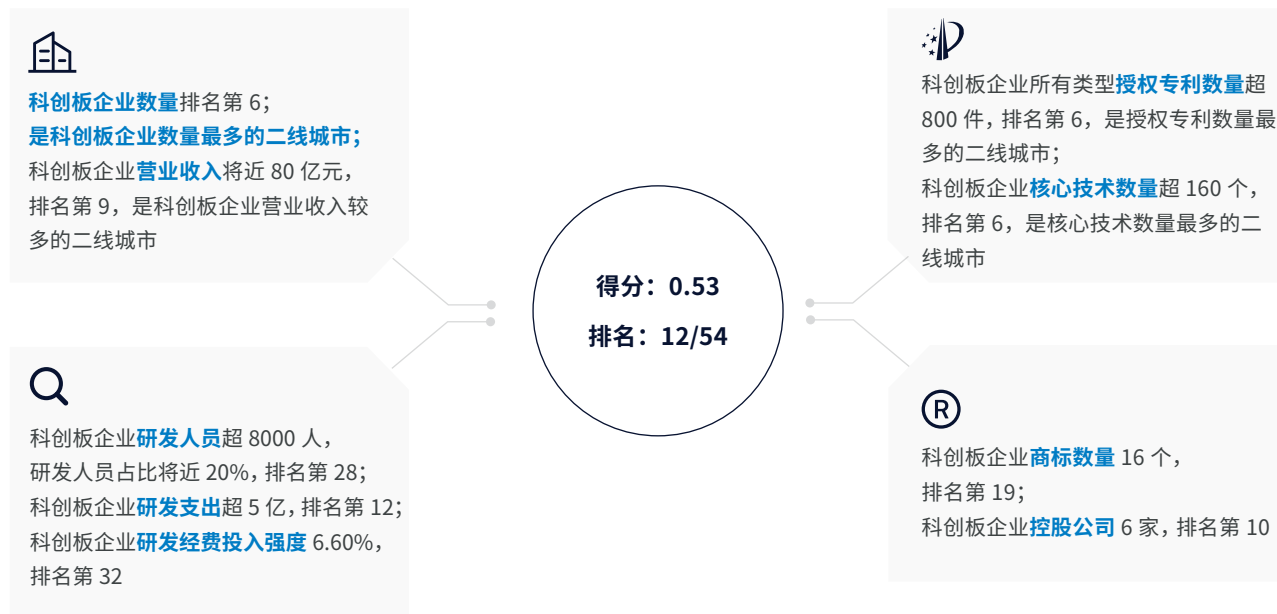 科创板企业数量排名第 6；
是科创板企业数量最多的二线城市；
科创板企业营业收入将近 80 亿元，
排名第 9，是科创板企业营业收入较
多的二线城市
科创板企业研发人员超 8000 人，
研发人员占比将近 20%，排名第 28；
科创板企业研发支出超 5 亿，排名第 12；
科创板企业研发经费投入强度 6.60%，
排名第 32
得分：0.53
排名：12/54
科创板企业所有类型授权专利数量超
800 件，排名第 6，是授权专利数量最
多的二线城市；
科创板企业核心技术数量超 160 个，
排名第 6，是核心技术数量最多的二
线城市
R
科创板企业商标数量 16 个，
排名第 19；
科创板企业控股公司 6 家，排名第 10